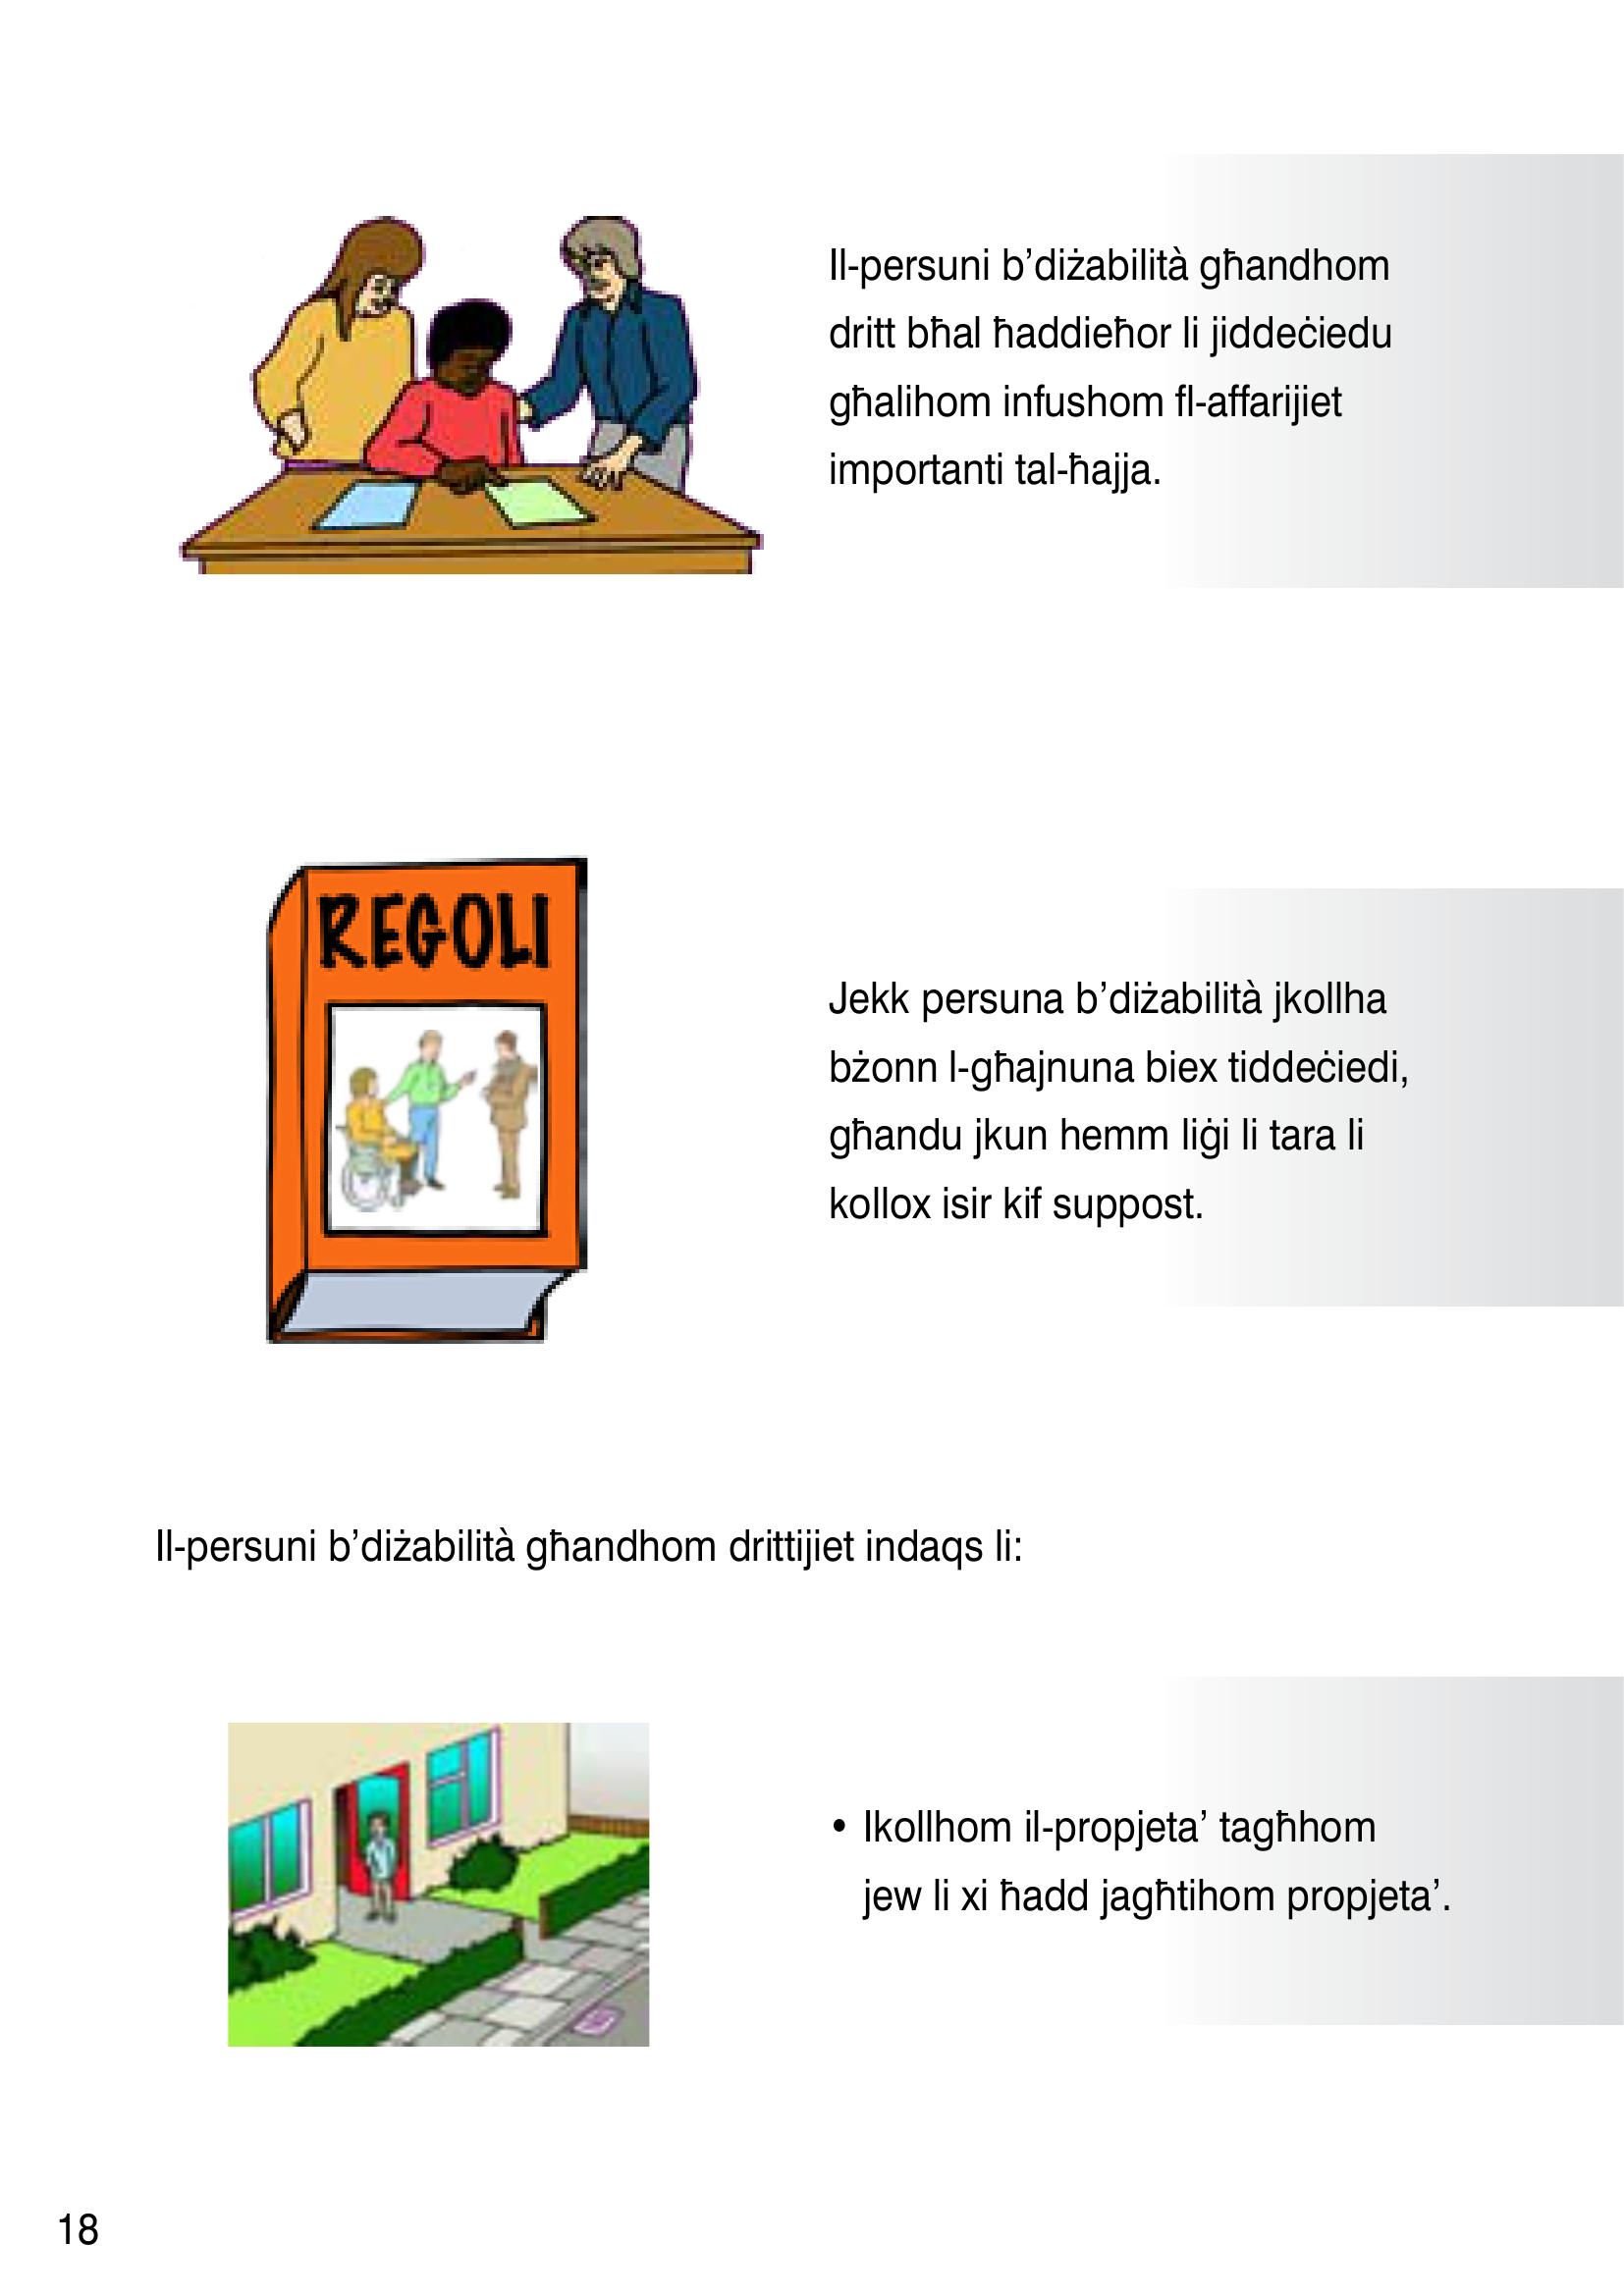 Il-persuni b’diżabilità għandhom
dritt bħal ħaddieħor li jiddeċiedu
għalihom infushom fl-affarijiet
importanti tal-ħajja.
REGOLI
Jekk persuna b’diżabilità jkollha
bżonn l-għajnuna biex tiddeċiedi,
għandu jkun hemm liġi li tara li
kollox isir kif suppost.
Il-persuni b’diżabilità għandhom drittijiet indaqs li:
• Ikollhom il-propjeta’ tagħhom
jew li xi ħadd jagħtihom propjeta’.
18